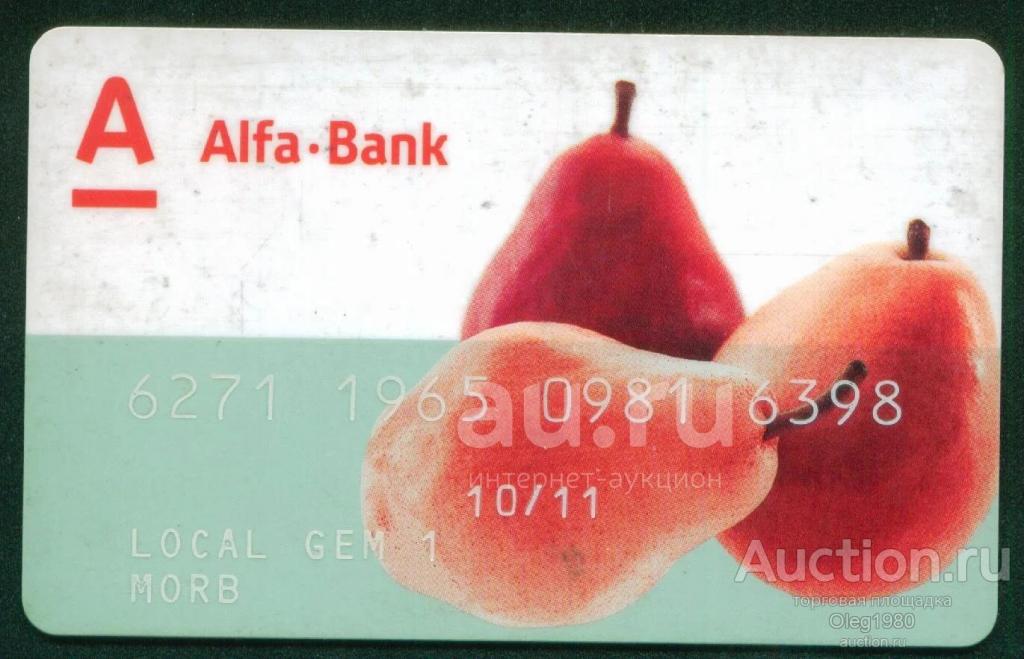 A
Alfa·Bank
6271 1965 0981 6398
au.ru
интернет-аукцион
10/11
LOCAL GEM 1
MORB
Auction.ru
торговая площадка
Oleg1980
auction.ru